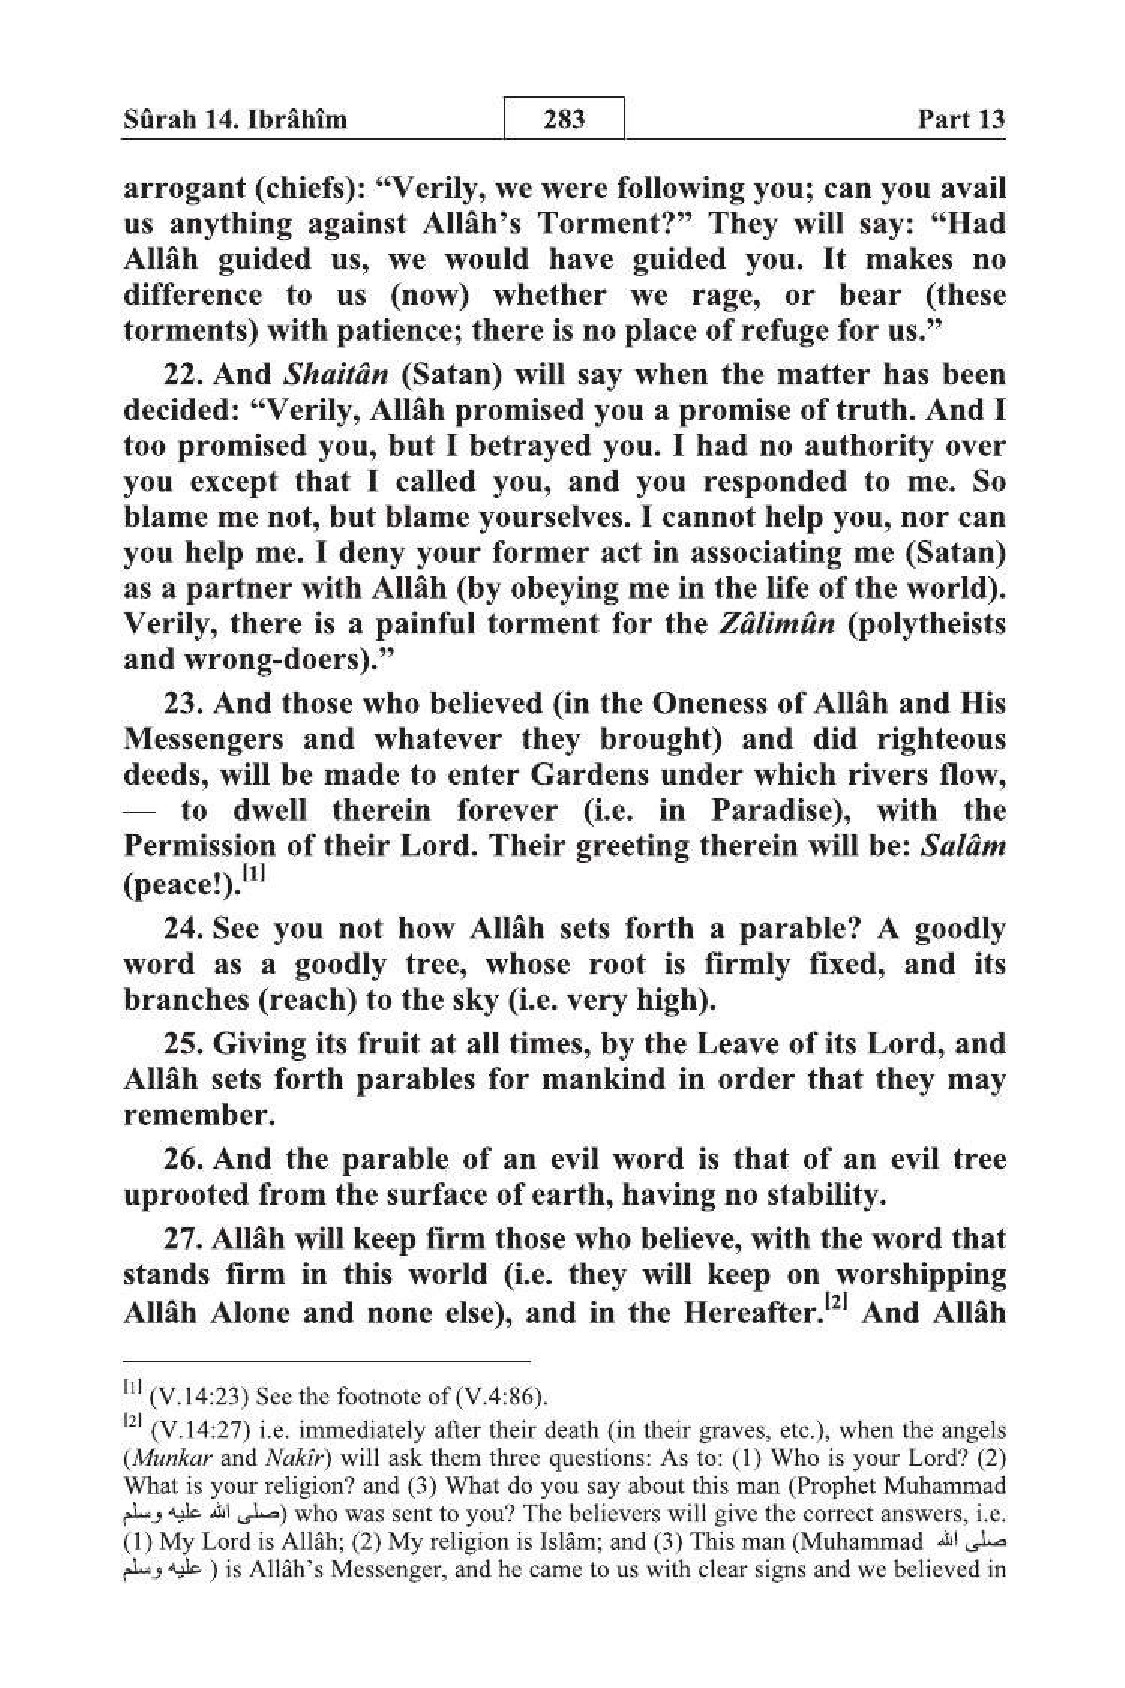 Sûrah 14. Ibrâhîm 283 Part 13
arrogant (chiefs): “Verily, we were following you; can you avail
us anything against Allâh’s Torment?” They will say: “Had
Allâh guided us, we would have guided you. It makes no
difference to us (now) whether we rage, or bear (these
torments) with patience; there is no place of refuge for us.”
22. And Shaitân (Satan) will say when the matter has been
decided: “Verily, Allâh promised you a promise of truth. And I
too promised you, but I betrayed you. I had no authority over
you except that I called you, and you responded to me. So
blame me not, but blame yourselves. I cannot help you, nor can
you help me. I deny your former act in associating me (Satan)
as a partner with Allâh (by obeying me in the life of the world).
Verily, there is a painful torment for the Zâlimûn (polytheists
and wrong-doers).”
23. And those who believed (in the Oneness of Allâh and His
Messengers and whatever they brought) and did righteous
deeds, will be made to enter Gardens under which rivers flow,
— to dwell therein forever (i.e. in Paradise), with the
Permission of their Lord. Their greeting therein will be: Salâm
(peace!).[1]
24. See you not how Allâh sets forth a parable? A goodly
word as a goodly tree, whose root is firmly fixed, and its
branches (reach) to the sky (i.e. very high).
25. Giving its fruit at all times, by the Leave of its Lord, and
Allâh sets forth parables for mankind in order that they may
remember.
26. And the parable of an evil word is that of an evil tree
uprooted from the surface of earth, having no stability.
27. Allâh will keep firm those who believe, with the word that
stands firm in this world (i.e. they will keep on worshipping
Allâh Alone and none else), and in the Hereafter.[2] And Allâh
[1] (V.14:23) See the footnote of (V.4:86).
[2] (V.14:27) i.e. immediately after their death (in their graves, etc.), when the angels
(Munkar and Nakîr) will ask them three questions: As to: (1) Who is your Lord? (2)
What is your religion? and (3) What do you say about this man (Prophet Muhammad
صلى الله عليه وسلم) who was sent to you? The believers will give the correct answers, i.e.
(1) My Lord is Allâh; (2) My religion is Islâm; and (3) This man (Muhammad صلى الله
عليه وسلم ) is Allâh’s Messenger, and he came to us with clear signs and we believed in